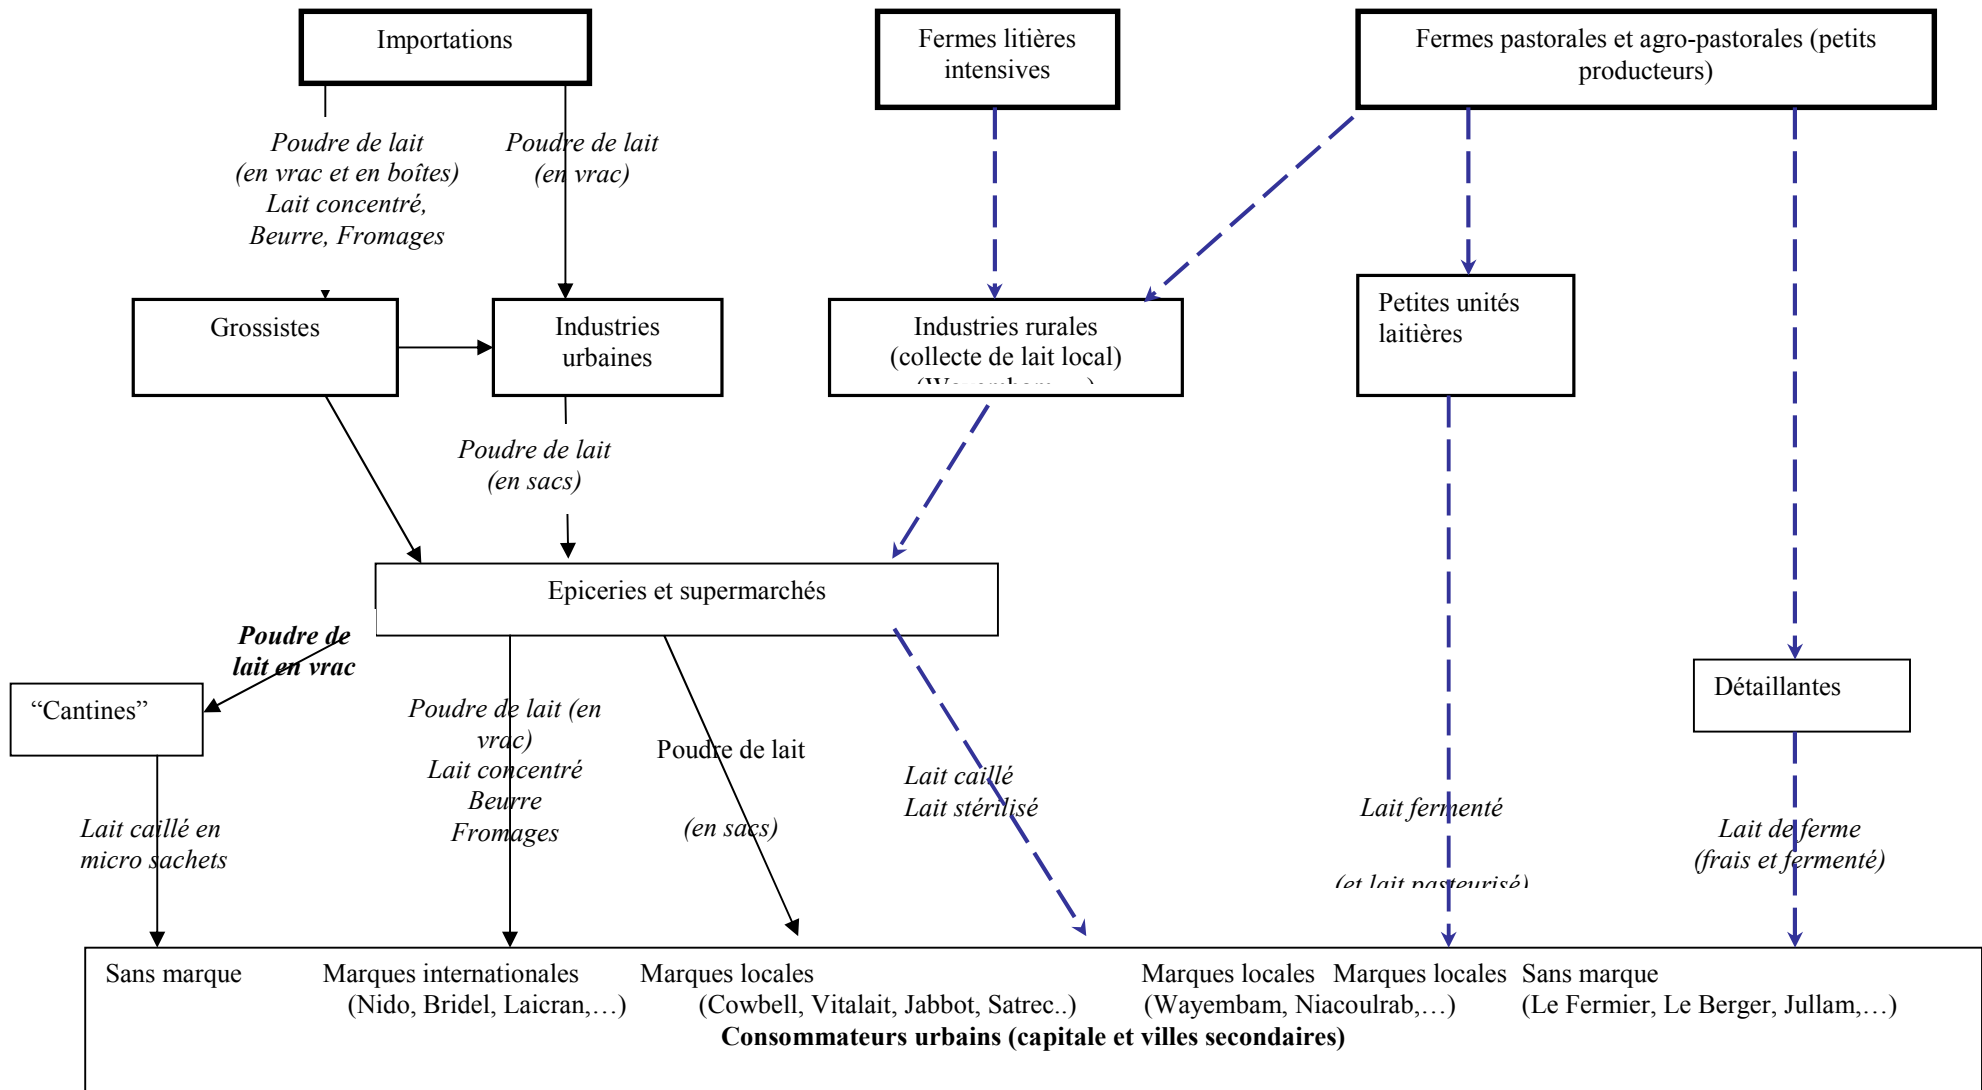 Importations
Fermes litières
intensives
Fermes pastorales et agro-pastorales (petits
producteurs)
Poudre de lait
(en vrac et en boîtes)
Lait concentré,
Beurre, Fromages
Poudre de lait
(en vrac)
Grossistes
Industries
urbaines
Industries rurales
(collecte de lait local)
(Wayembam,…)
Petites unités
laitières
Poudre de lait
(en sacs)
Epiceries et supermarchés
Poudre de
lait en vrac
“Cantines”
Détaillantes
Poudre de lait (en
vrac)
Lait concentré
Beurre
Fromages
Poudre de lait
(en sacs)
Lait caillé
Lait stérilisé
Lait fermenté
(et lait pasteurisé)
Lait de ferme
(frais et fermenté)
Lait caillé en
micro sachets
Sans marque
Marques internationales
(Nido, Bridel, Laicran,…)
Marques locales
(Cowbell, Vitalait, Jabbot, Satrec..)
Marques locales
(Wayembam, Niacoulrab,…)
Marques locales
Sans marque
(Le Fermier, Le Berger, Jullam,…)
Consommateurs urbains (capitale et villes secondaires)